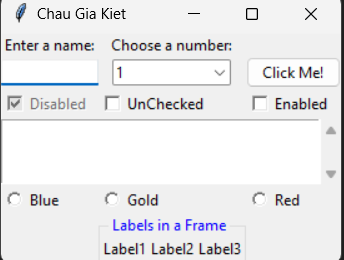 Chau Gia Kiet
Enter a name: Choose a number:
1 Click Me!
Disabled UnChecked Enabled
Blue Gold Red
Labels in a Frame
Label1 Label2 Label3